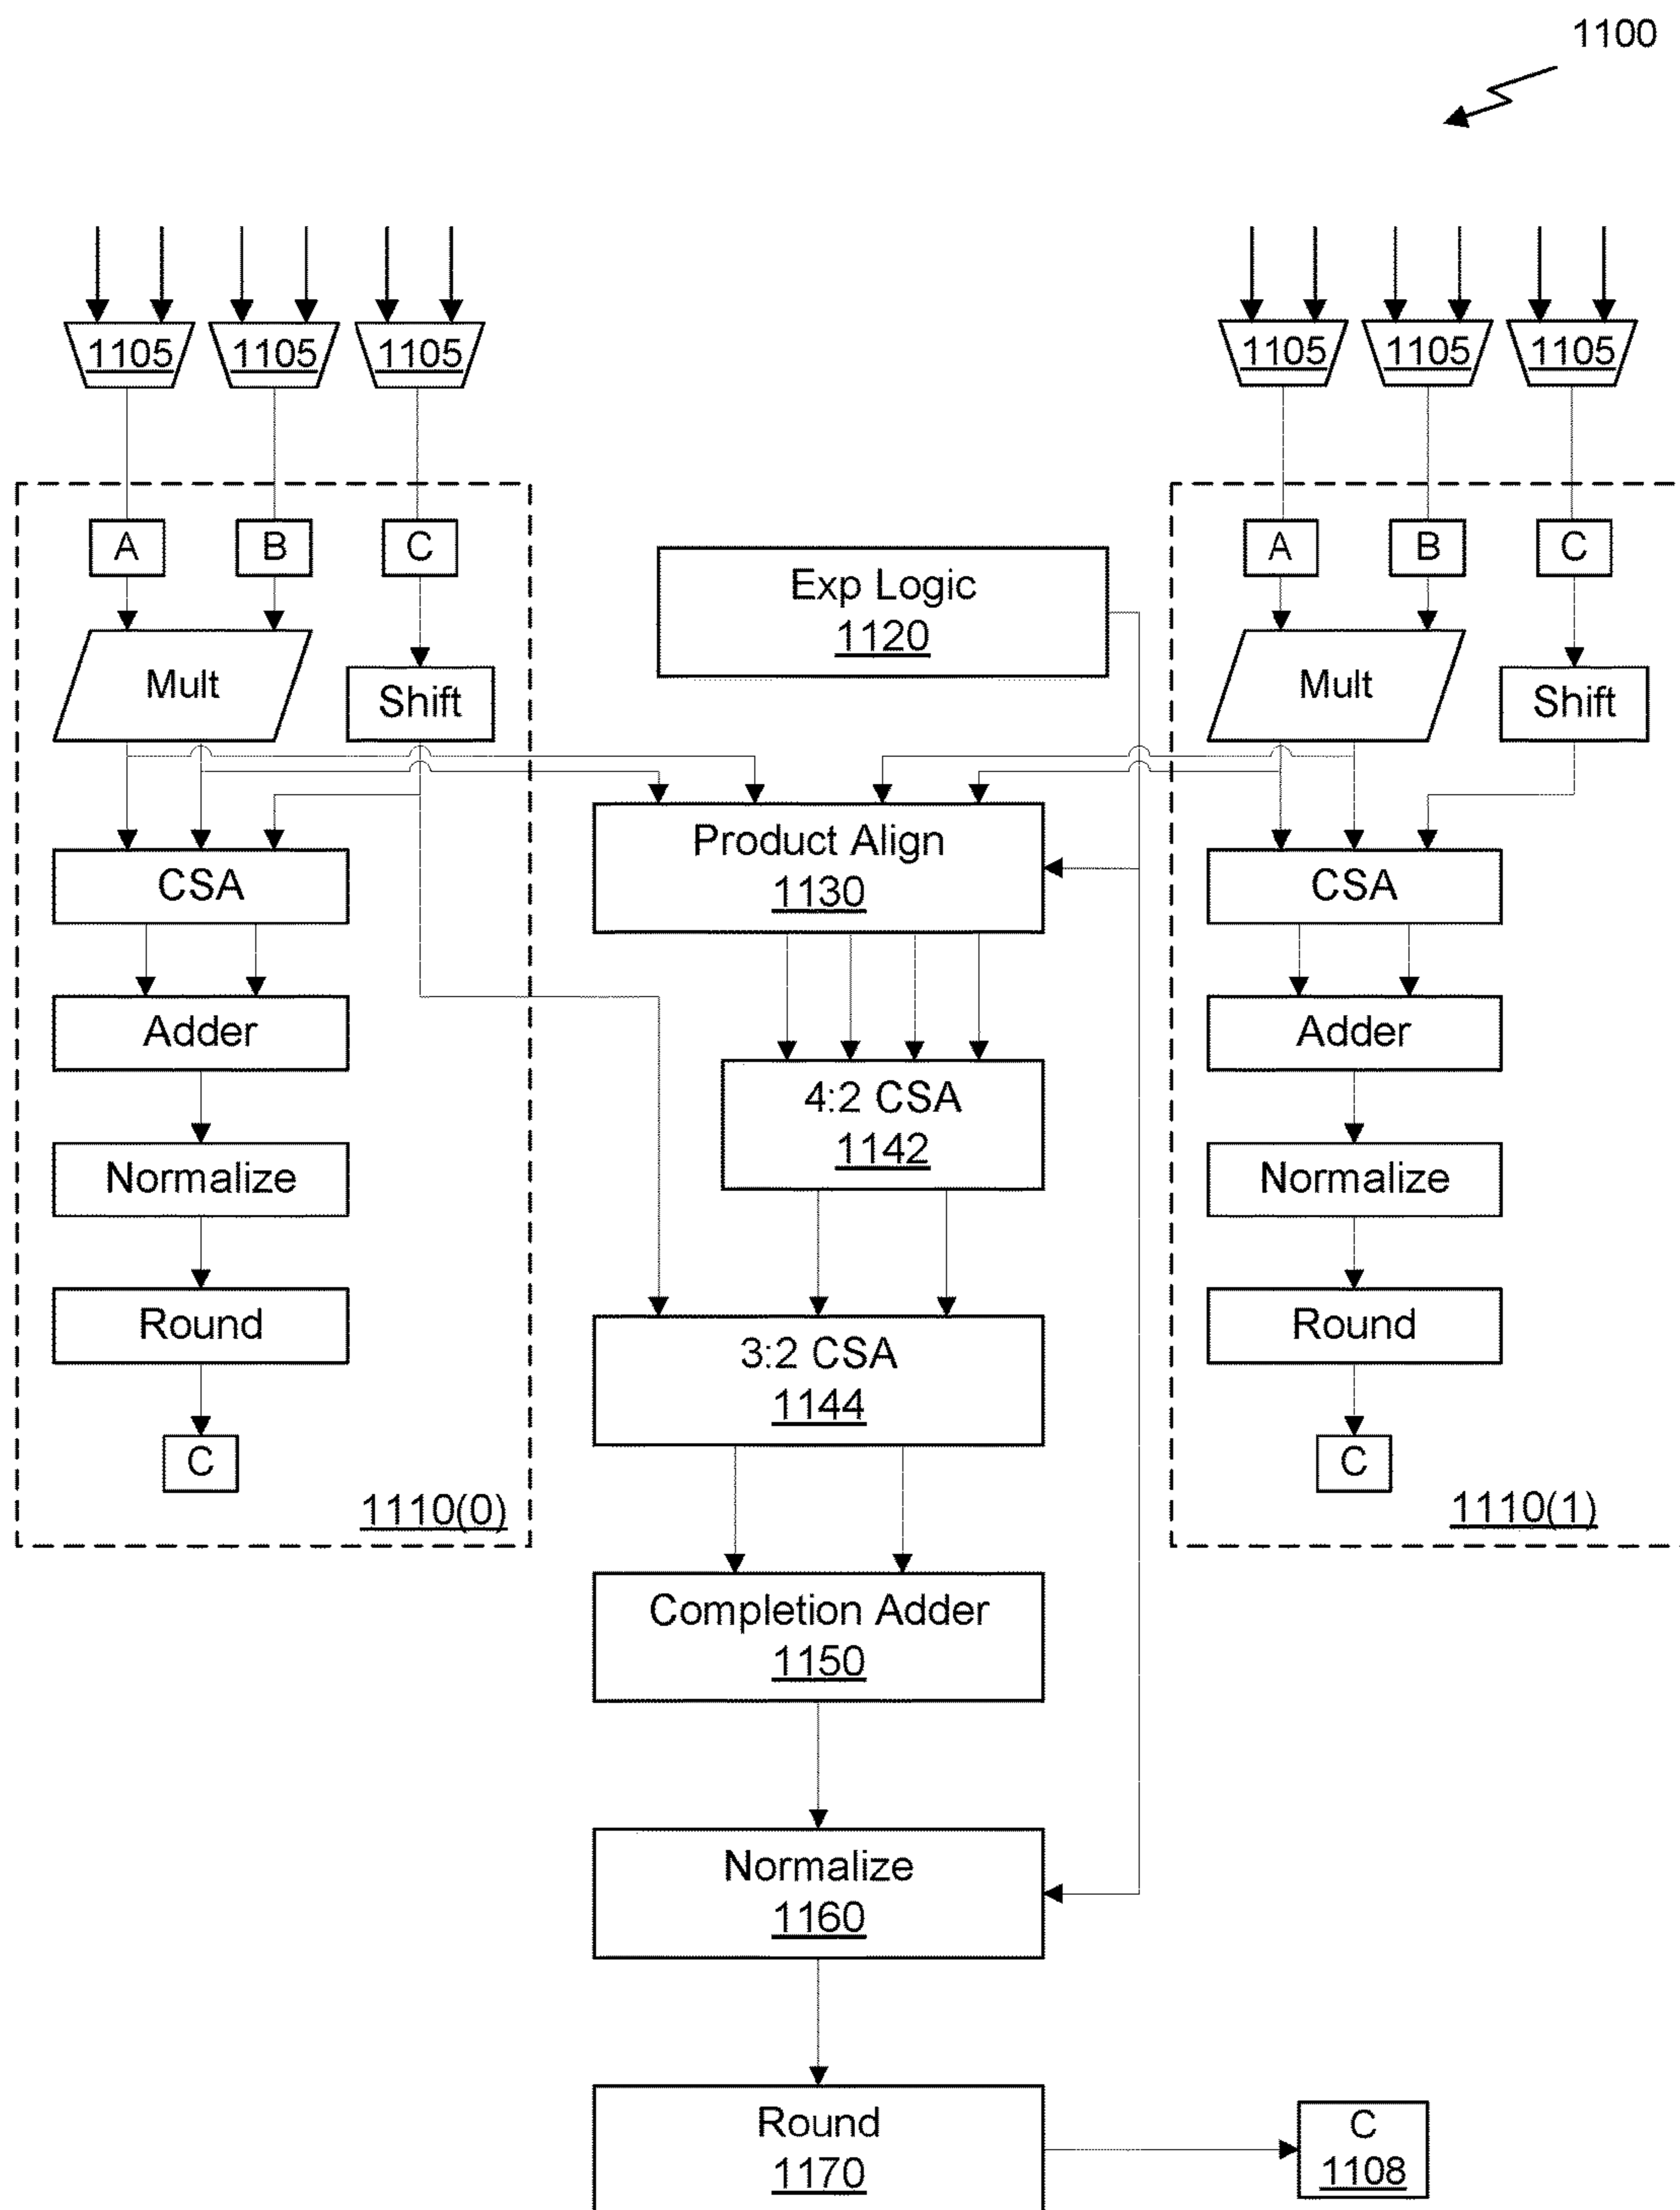 1100
1105 1105 1105 1105 1105 1105
A B C A B C
Exp Logic
1120
Mult Shift Mult Shift
Product Align
1130
CSA CSA
Adder Adder
4:2 CSA
1142
Normalize Normalize
Round Round
3:2 CSA
1144
C C
1110(0) 1110(1)
Completion Adder
1150
Normalize
1160
Round
1170
C
1108